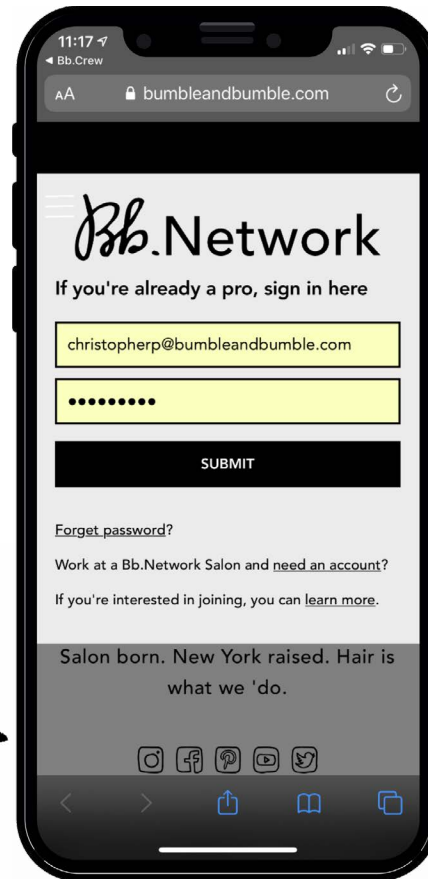 11:17
◀ Bb.Crew
AA bumbleandbumble.com
Bb.Network
If you're already a pro, sign in here
christopherp@bumbleandbumble.com
•••••••••
SUBMIT
Forget password?
Work at a Bb.Network Salon and need an account?
If you're interested in joining, you can learn more.
Salon born. New York raised. Hair is
what we 'do.